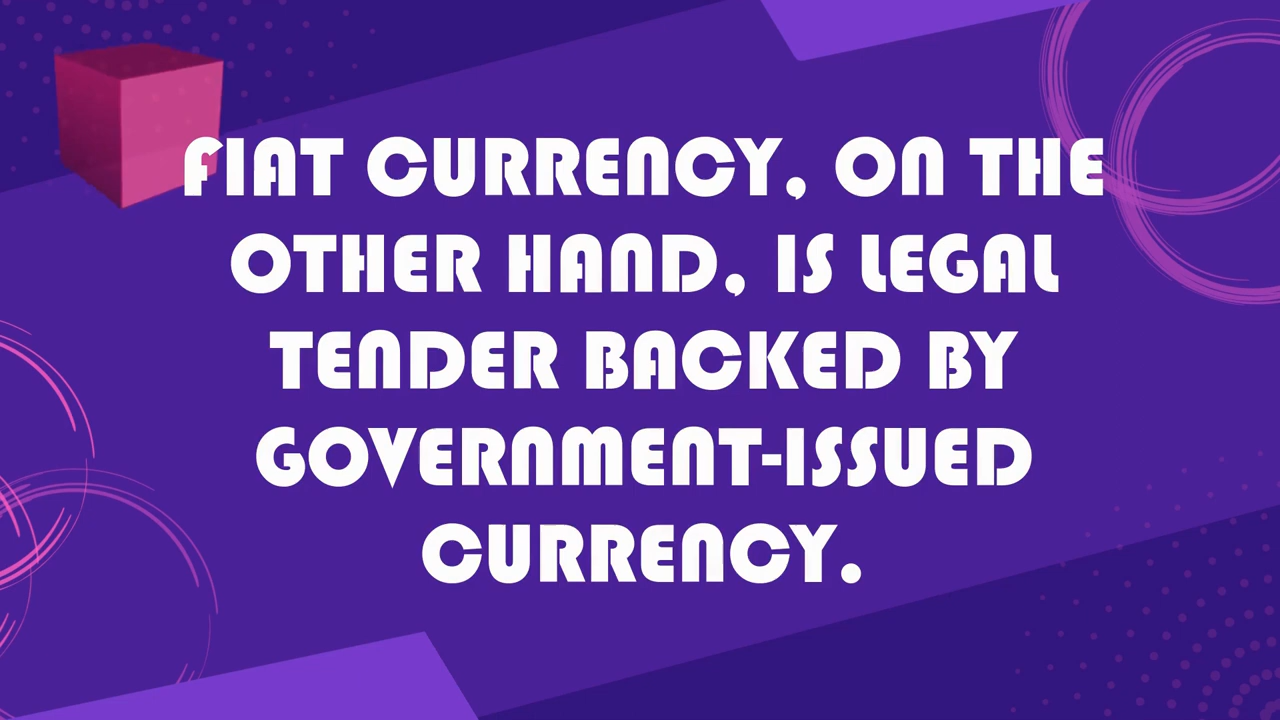 FIAT CURRENCY, ON THE
OTHER HAND, IS LEGAL
TENDER BACKED BY
GOVERNMENT-ISSUED
CURRENCY.